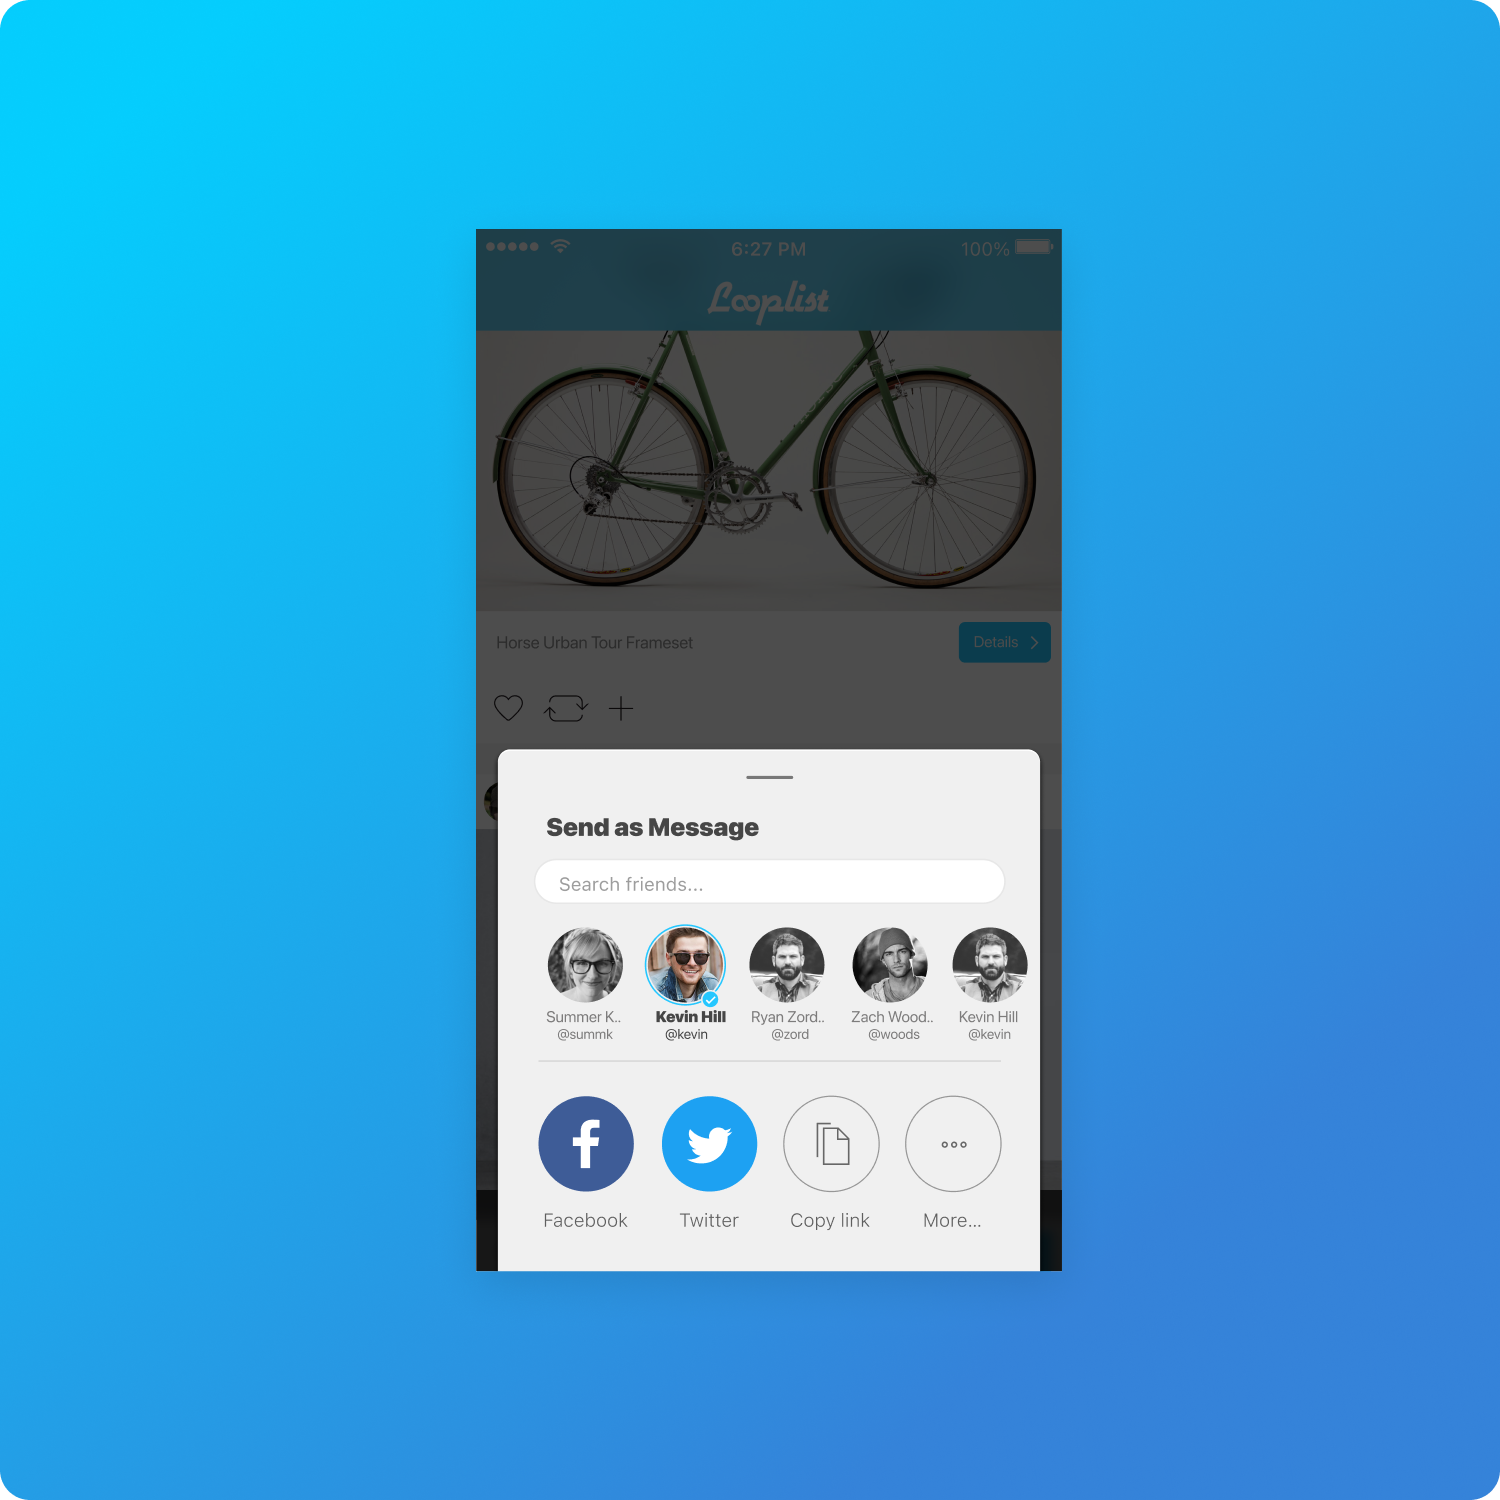 6:27 PM
100%
Looplist
Horse Urban Tour Frameset
Details
Send as Message
Search friends...
Summer K.. Kevin Hill Ryan Zord.. Zach Wood.. Kevin Hill
@summk @kevin @zord @woods @kevin
Facebook Twitter Copy link More...